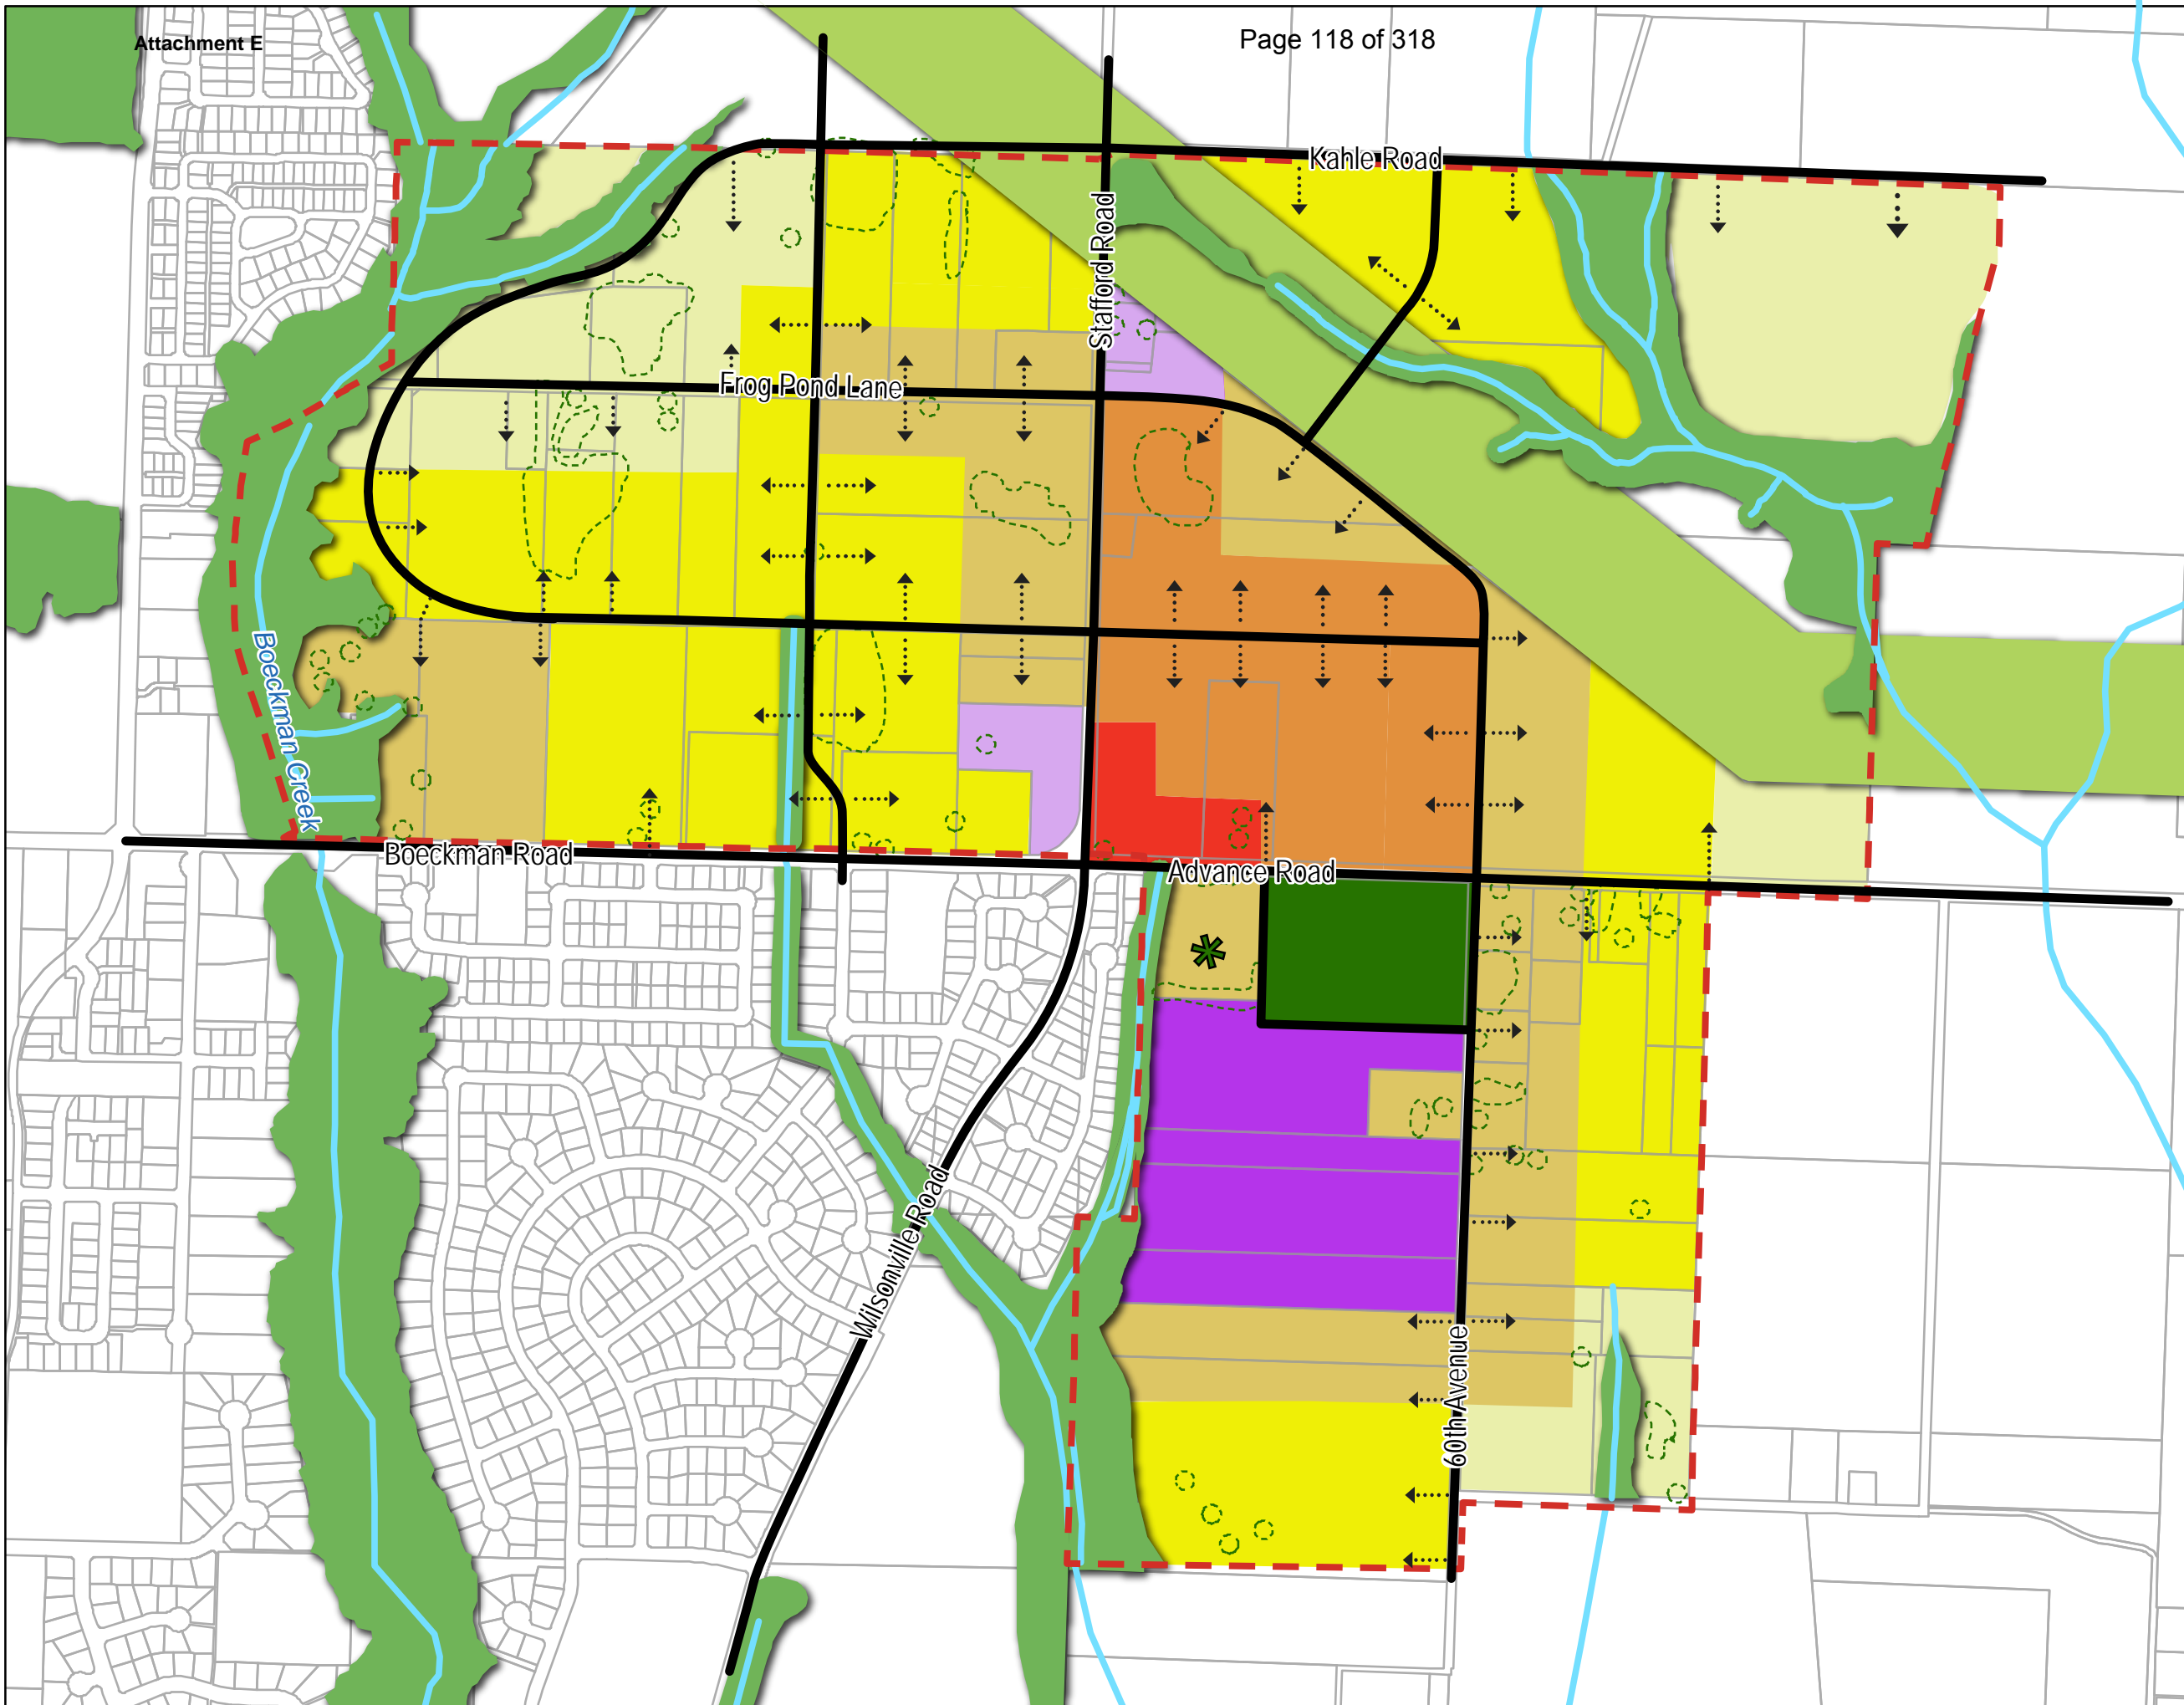 Attachment E
Page 118 of 318
Kahle Road
Stafford Road
Frog Pond Lane
Boeckman Creek
Boeckman Road
Advance Road
Wilsonville Road
60th Avenue